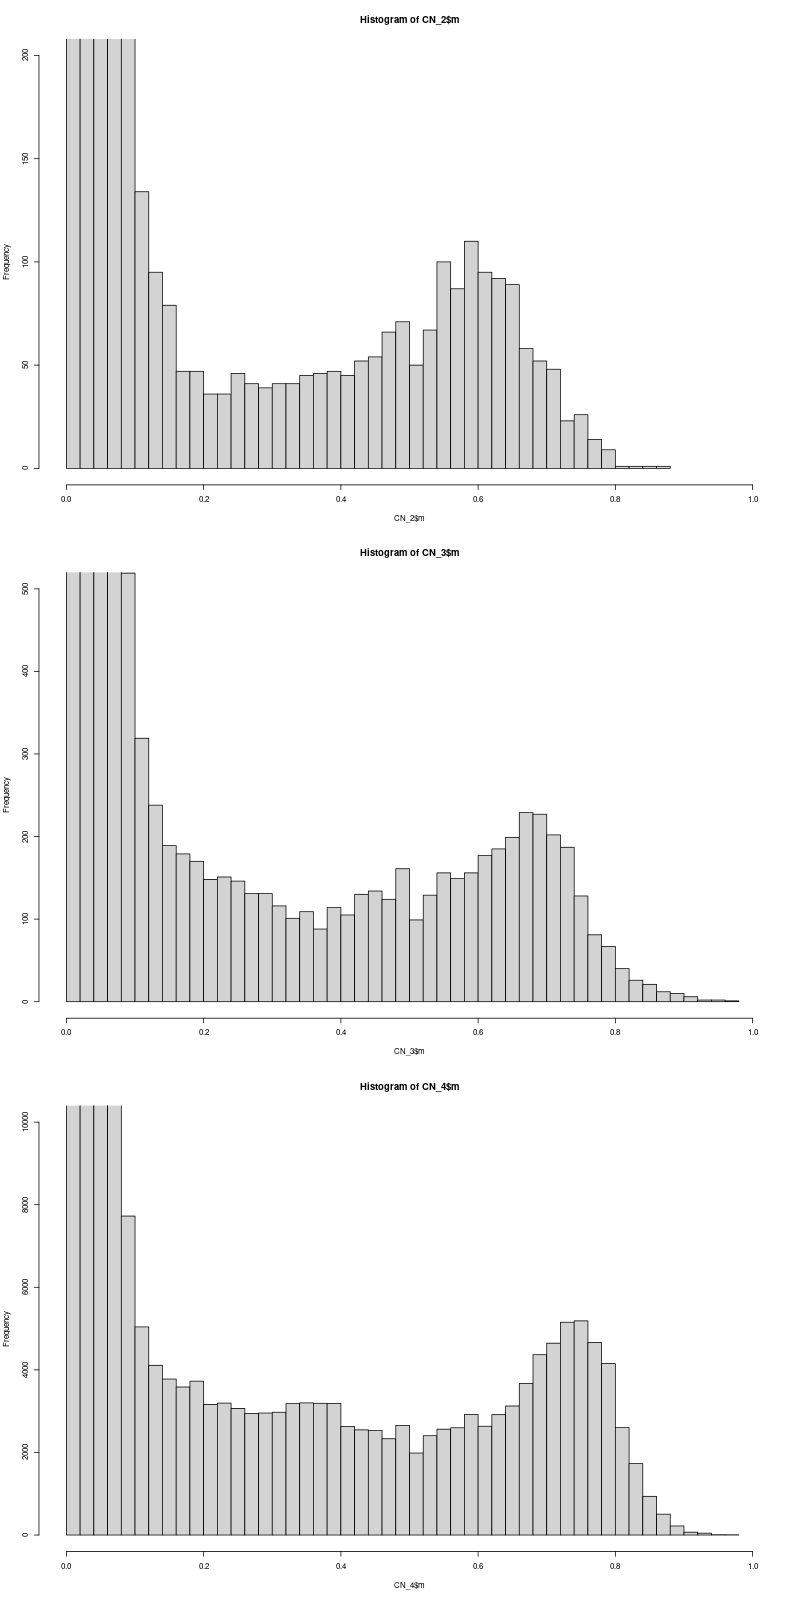 Histogram of CN_2$m
Frequency
200
150
100
50
0
0.0 0.2 0.4 0.6 0.8 1.0
CN_2$m
Histogram of CN_3$m
Frequency
500
400
300
200
100
0
0.0 0.2 0.4 0.6 0.8 1.0
CN_3$m
Histogram of CN_4$m
Frequency
10000
8000
6000
4000
2000
0
0.0 0.2 0.4 0.6 0.8 1.0
CN_4$m